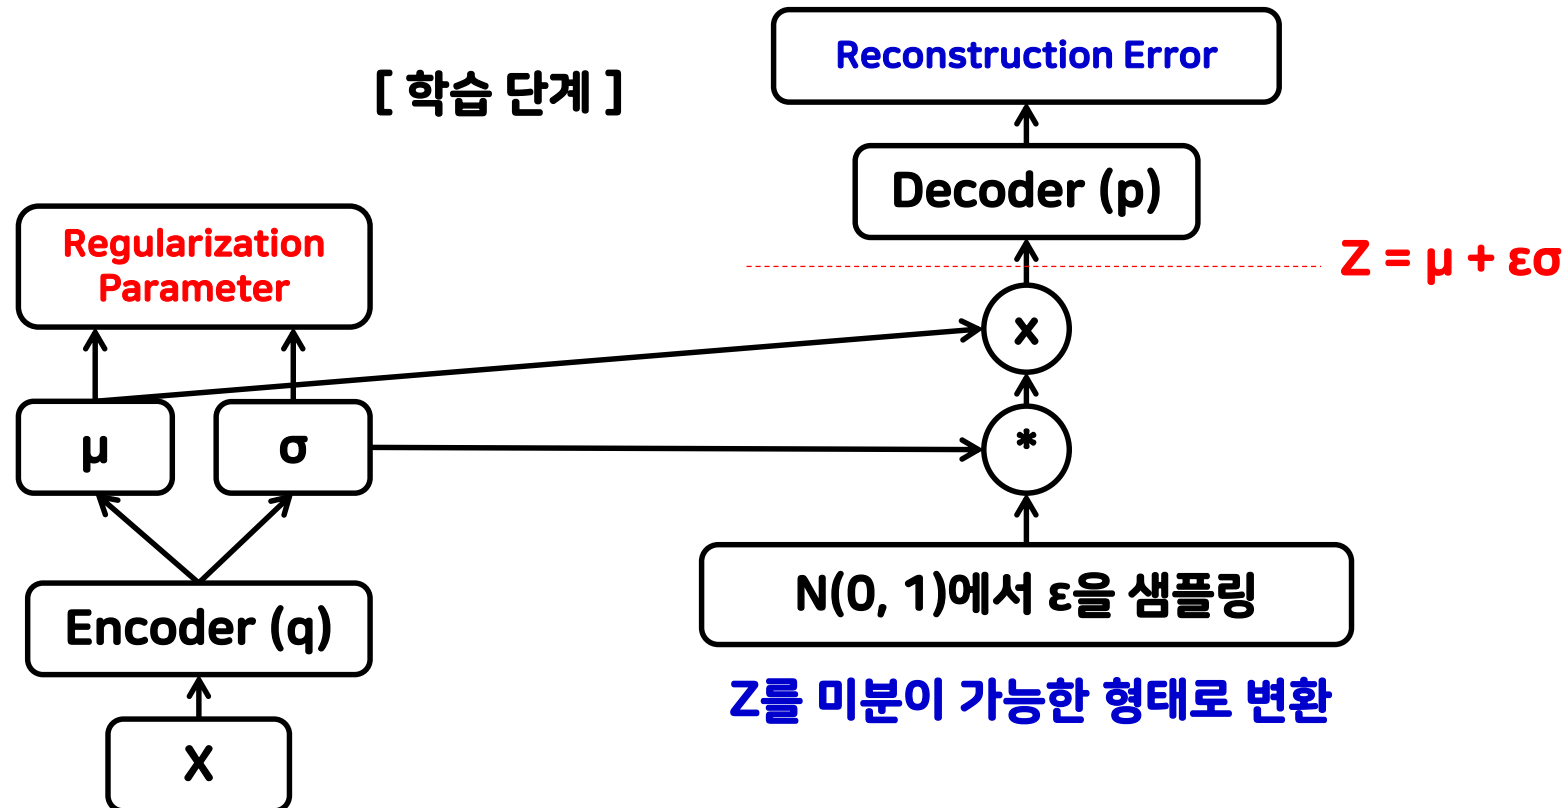 [ 학습 단계 ]
Reconstruction Error
Decoder (p)
Regularization
Parameter
Z = μ + εσ
x
μ
σ
*
Encoder (q)
N(0, 1)에서 ε을 샘플링
Z를 미분이 가능한 형태로 변환
X